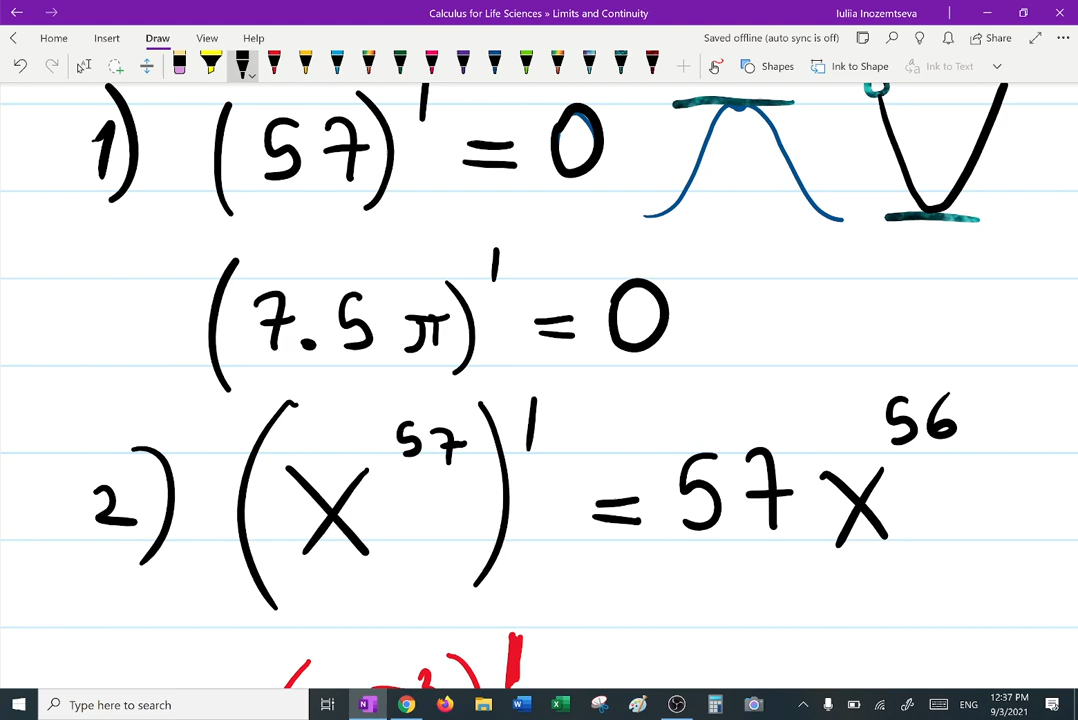 Calculus for Life Sciences » Limits and Continuity
Iuliia Inozemtseva
Home Insert Draw View Help
Saved offline (auto sync is off)
Share
Shapes
Ink to Shape
Ink to Text
1) (57)' = 0
(7.5 π)' = 0
2) (x^57)' = 57 x^56
Type here to search
ENG
12:37 PM
9/3/2021